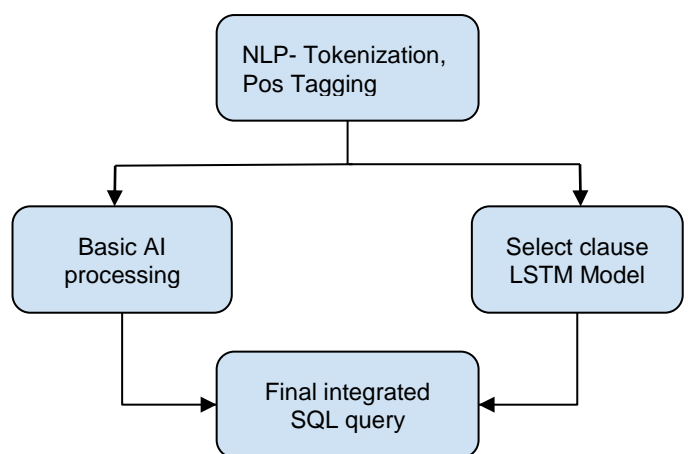 NLP- Tokenization,
Pos Tagging
Basic AI
processing
Select clause
LSTM Model
Final integrated
SQL query